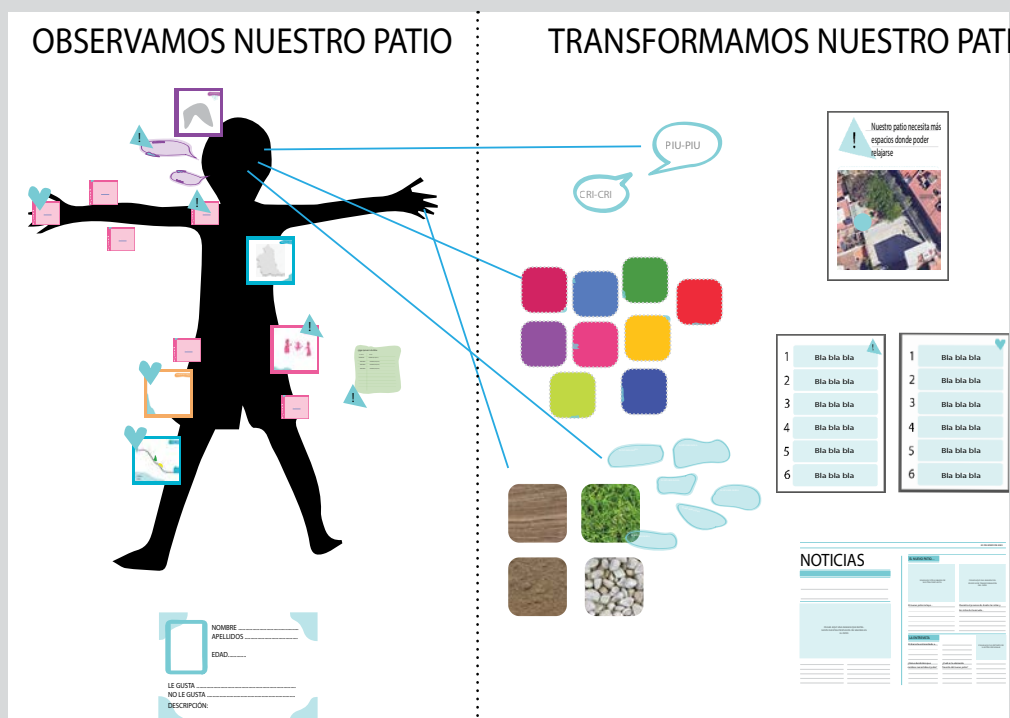 OBSERVAMOS NUESTRO PATIO
TRANSFORMAMOS NUESTRO PATI
!
!
!
!
PIU-PIU
CRI-CRI
!
Nuestro patio necesita más
espacios donde poder
relajarse
!
1 Bla bla bla
2 Bla bla bla
3 Bla bla bla
4 Bla bla bla
5 Bla bla bla
6 Bla bla bla
1 Bla bla bla
2 Bla bla bla
3 Bla bla bla
4 Bla bla bla
5 Bla bla bla
6 Bla bla bla
NOTICIAS
NOMBRE
APELLIDOS
EDAD
LE GUSTA
NO LE GUSTA
DESCRIPCIÓN: